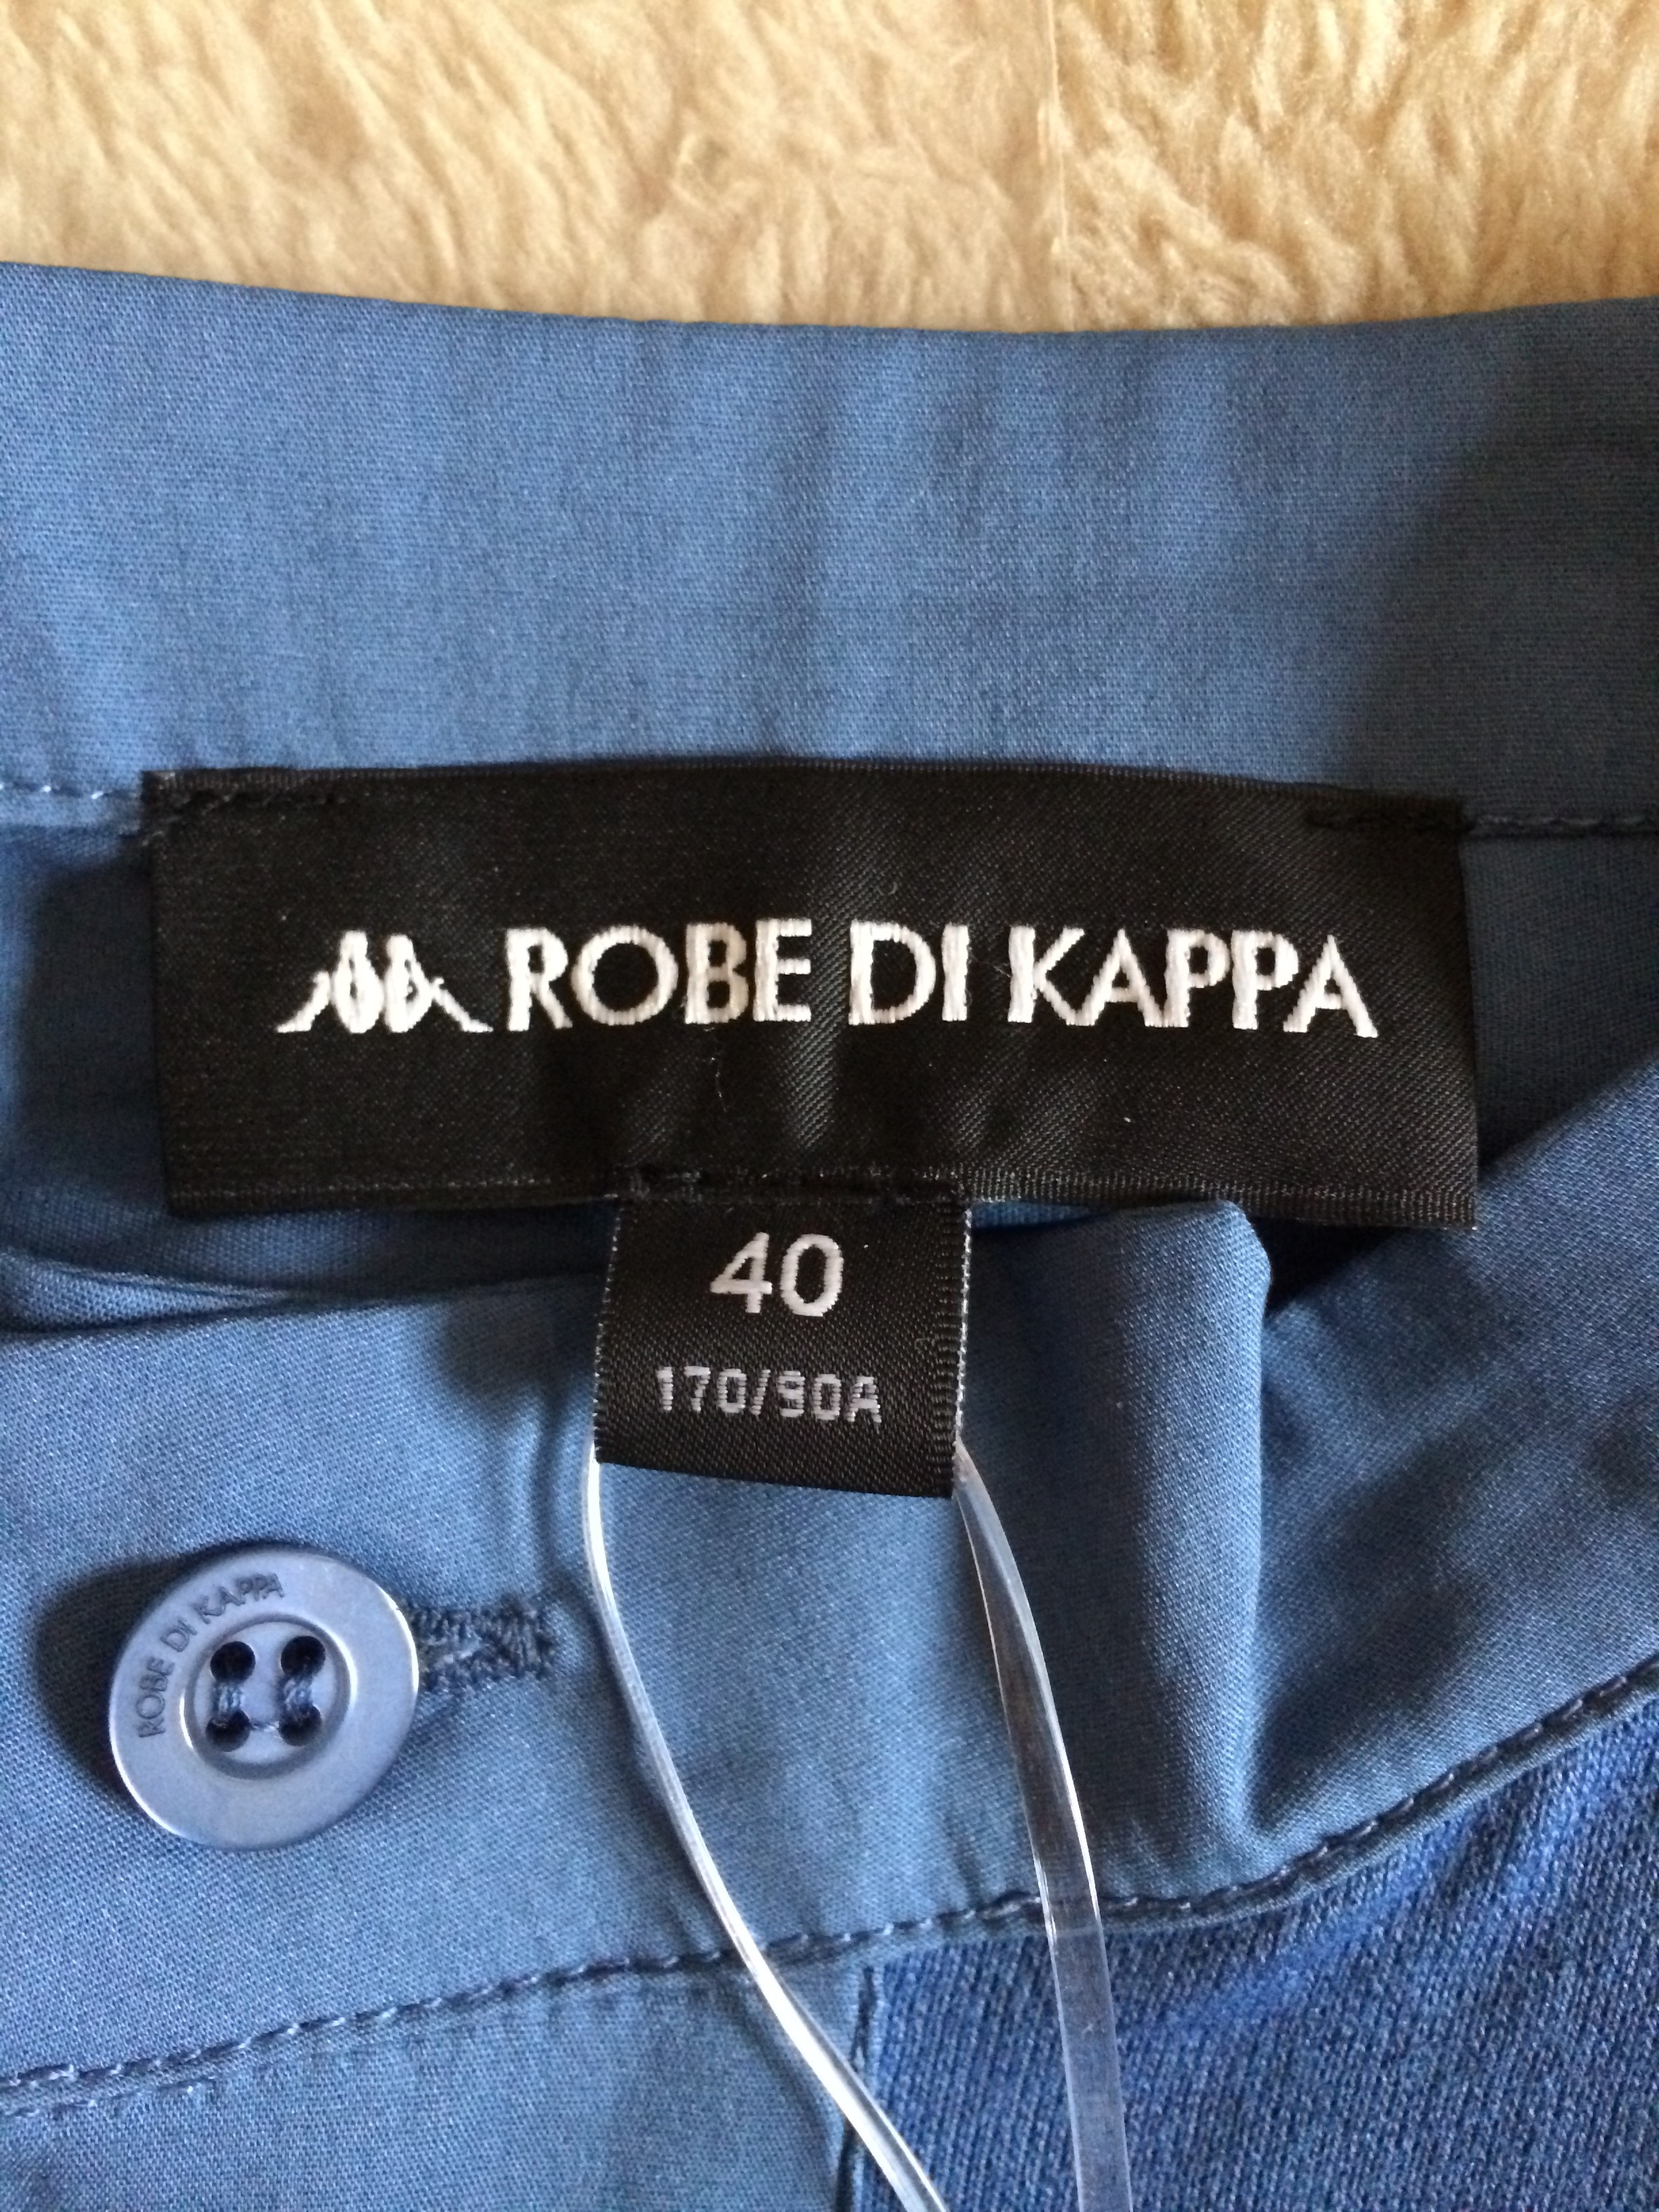 ROBE DI KAPPA
40
170/90A
ROBE DI KAPPA